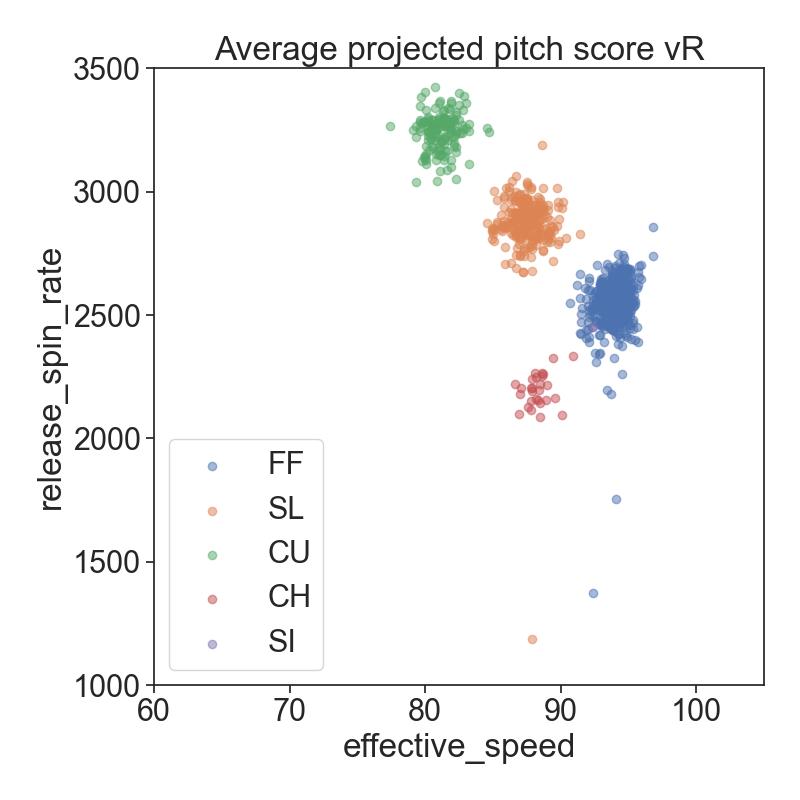 Average projected pitch score vR
3500
3000
2500
2000
1500
1000
release_spin_rate
FF
SL
CU
CH
SI
60
70
80
90
100
effective_speed